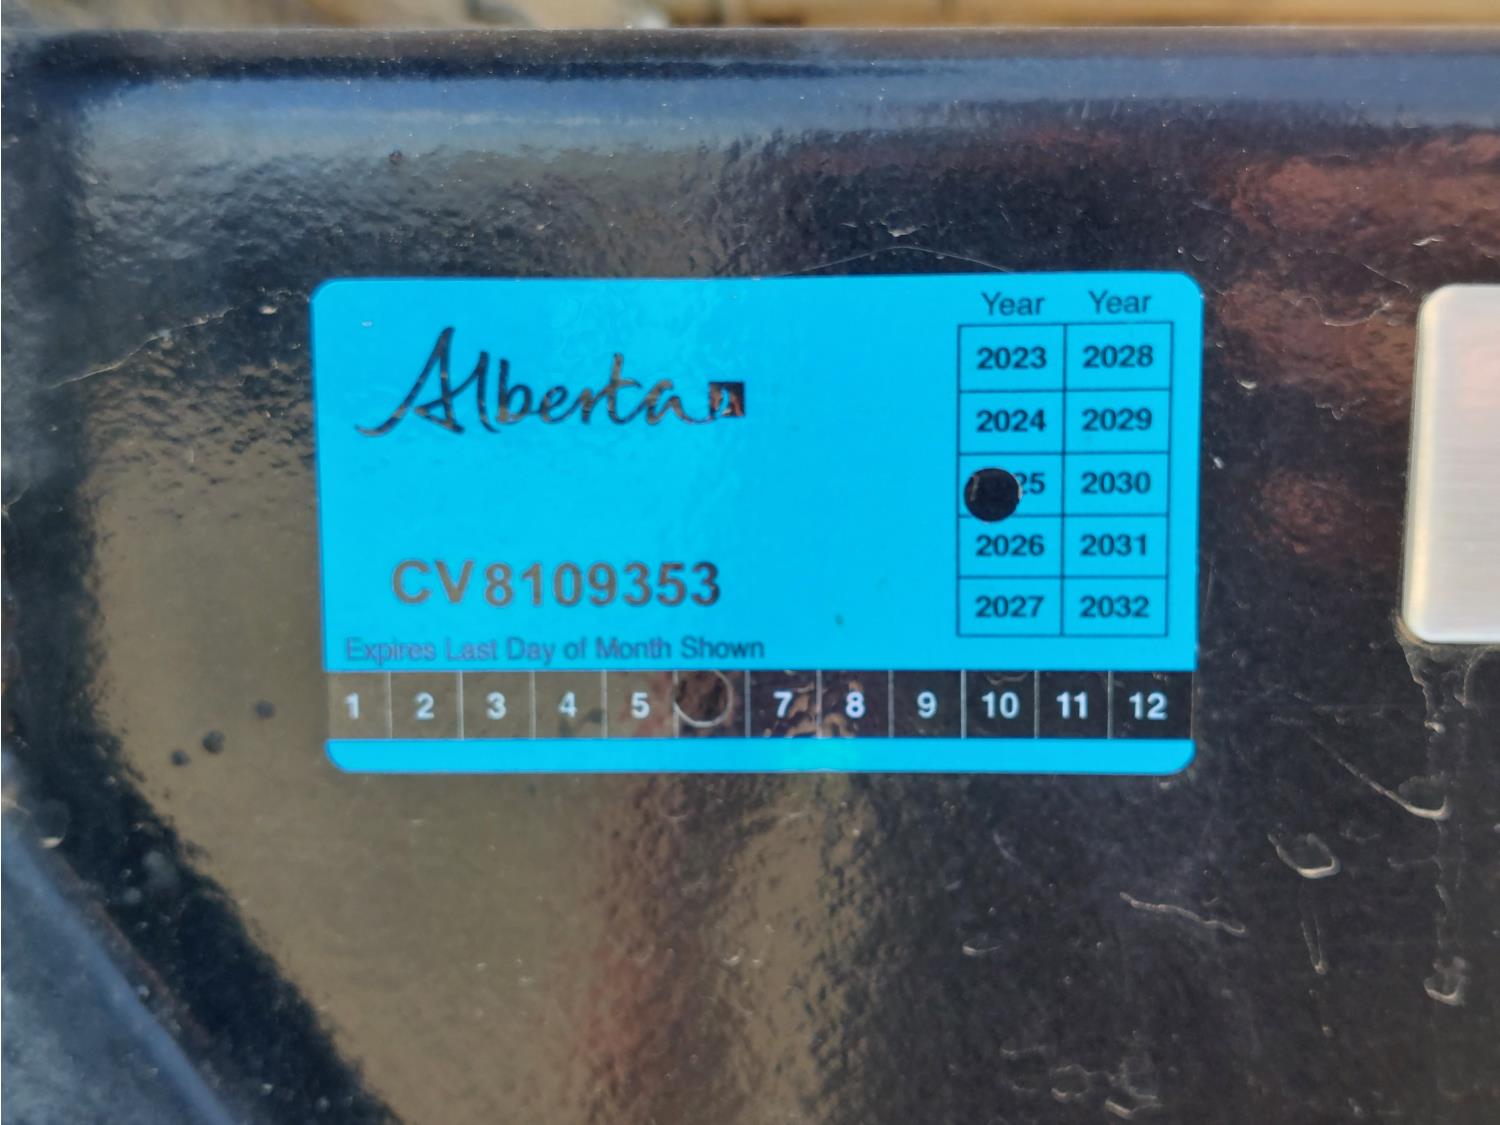 Alberta
Year Year
2023 2028
2024 2029
25 2030
2026 2031
2027 2032
CV8109353
Expires Last Day of Month Shown
1 2 3 4 5 7 8 9 10 11 12